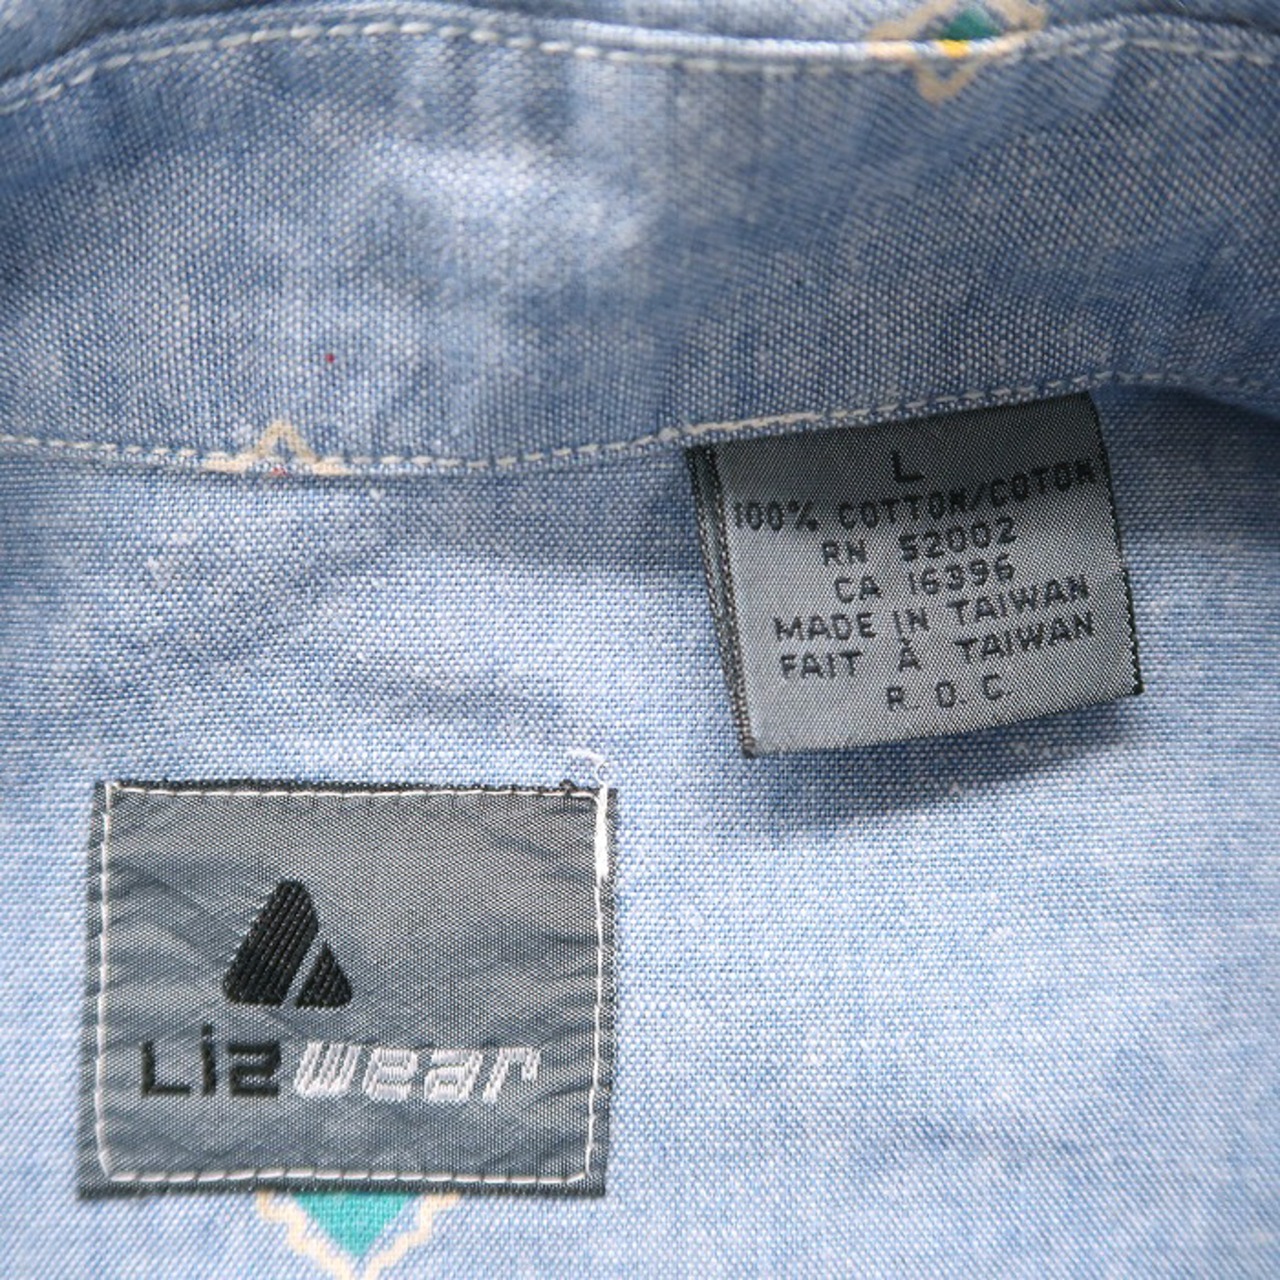 L
100% COTTON/COTON
RN 52002
CA 16396
MADE IN TAIWAN
FAIT À TAIWAN
R.O.C.
Lizwear